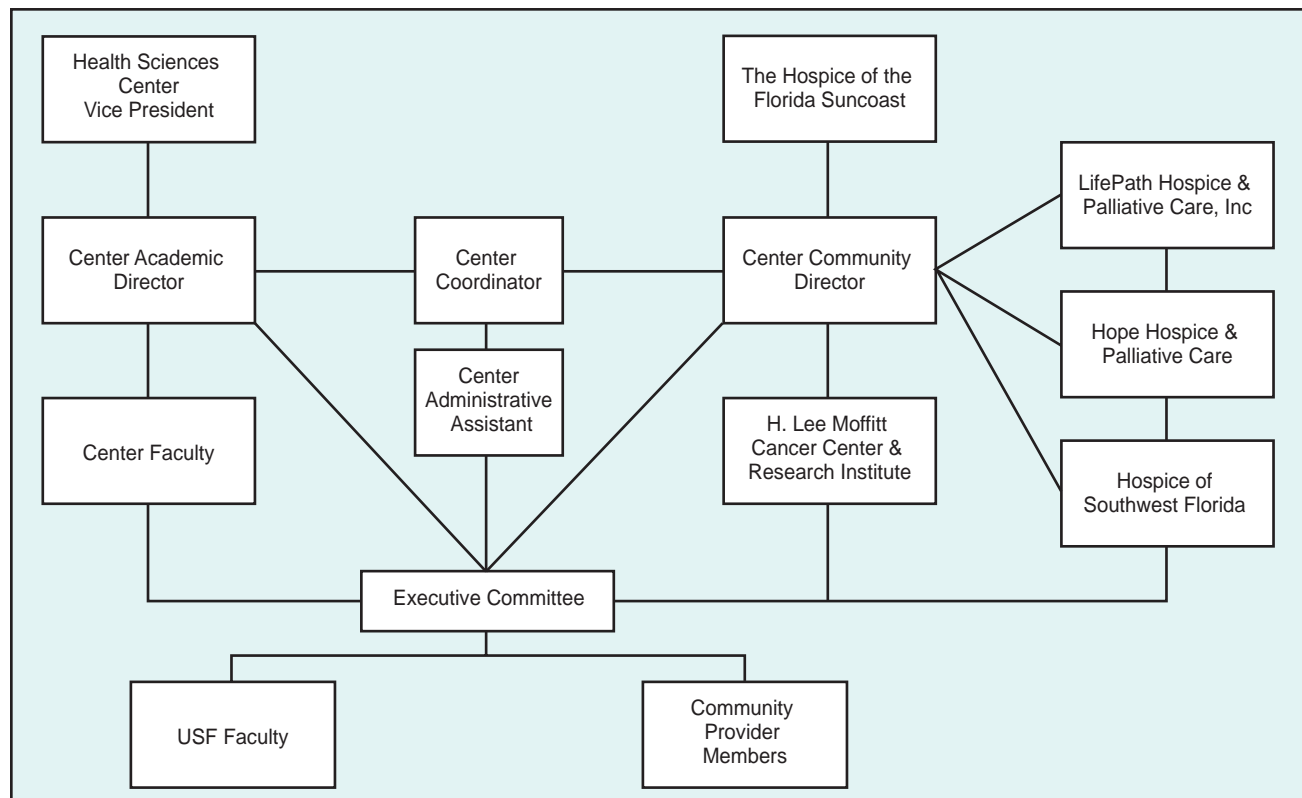 Health Sciences
Center
Vice President
The Hospice of the
Florida Suncoast
LifePath Hospice &
Palliative Care, Inc
Center Academic
Director
Center
Coordinator
Center Community
Director
Hope Hospice &
Palliative Care
Center
Administrative
Assistant
Center Faculty
H. Lee Moffitt
Cancer Center &
Research Institute
Hospice of
Southwest Florida
Executive Committee
USF Faculty
Community
Provider
Members